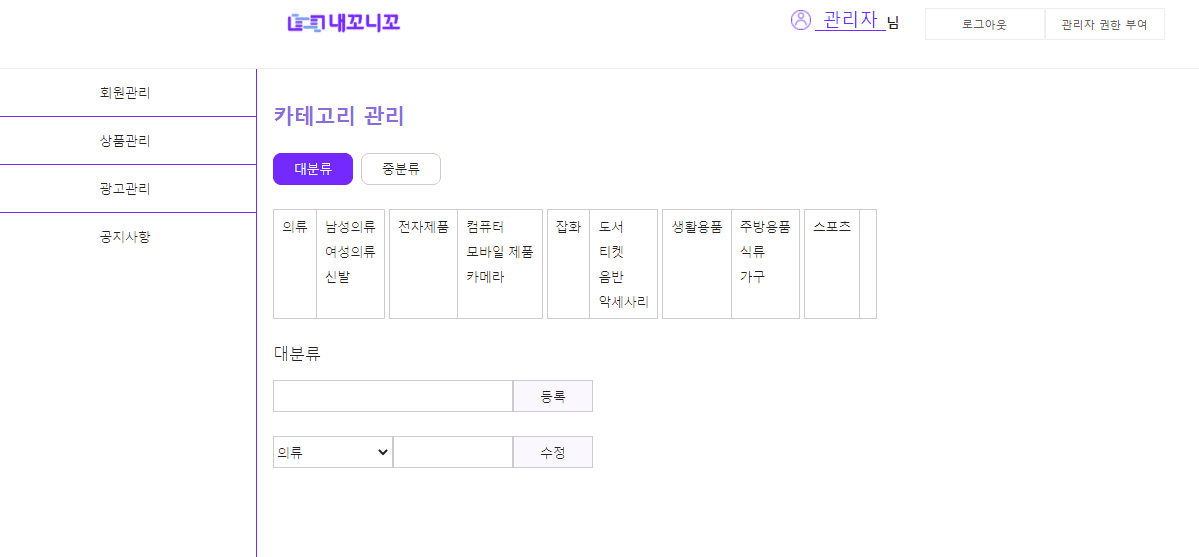 내꼬니꼬
관리자 님
로그아웃
관리자 권한 부여
회원관리
상품관리
광고관리
공지사항
카테고리 관리
대분류
중분류
의류
남성의류
여성의류
신발
전자제품
컴퓨터
모바일 제품
카메라
잡화
도서
티켓
음반
악세사리
생활용품
주방용품
식류
가구
스포츠
대분류
등록
의류
수정